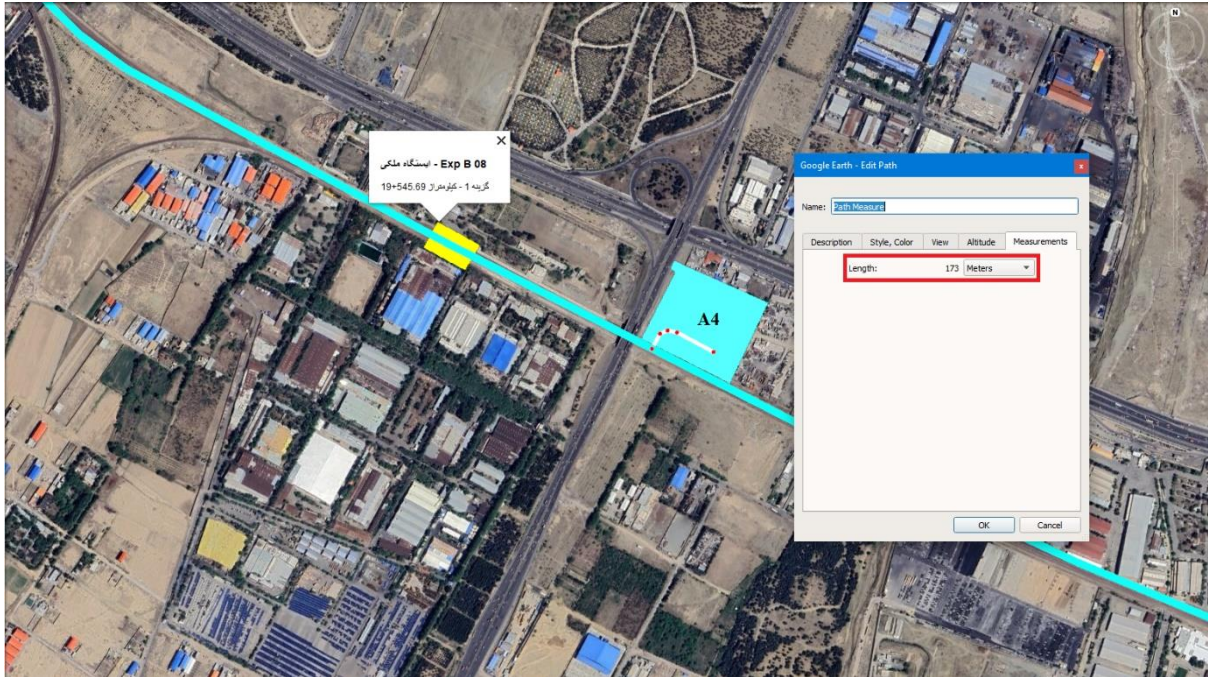 N
×
Exp B 08 - ایستگاه ملکی
گزینه 1 - کیلومتراژ 19+545.69
Google Earth - Edit Path
x
Name: Path Measure
Description Style, Color View Altitude Measurements
Length: 173 Meters
A4
OK Cancel